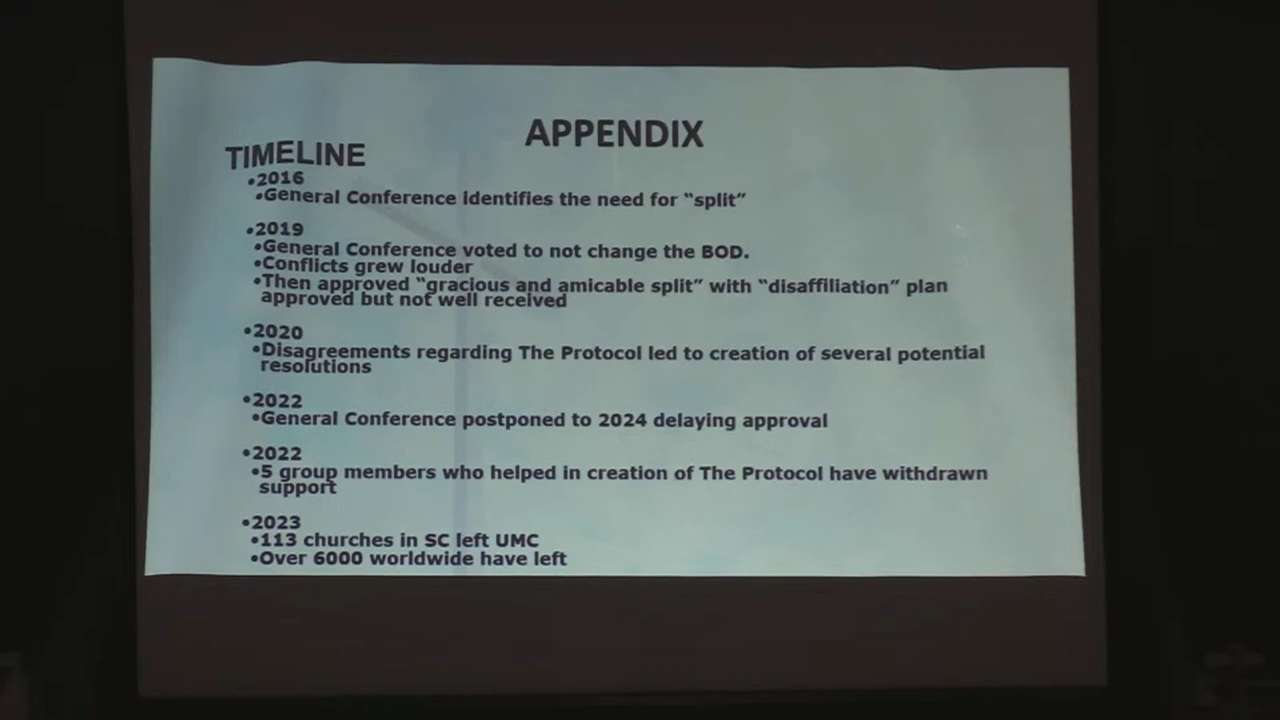 APPENDIX
TIMELINE
•2016
•General Conference identifies the need for “split”
•2019
•General Conference voted to not change the BOD.
•Conflicts grew louder
•Then approved “gracious and amicable split” with “disaffiliation” plan
approved but not well received
•2020
•Disagreements regarding The Protocol led to creation of several potential
resolutions
•2022
•General Conference postponed to 2024 delaying approval
•2022
•5 group members who helped in creation of The Protocol have withdrawn
support
•2023
•113 churches in SC left UMC
•Over 6000 worldwide have left